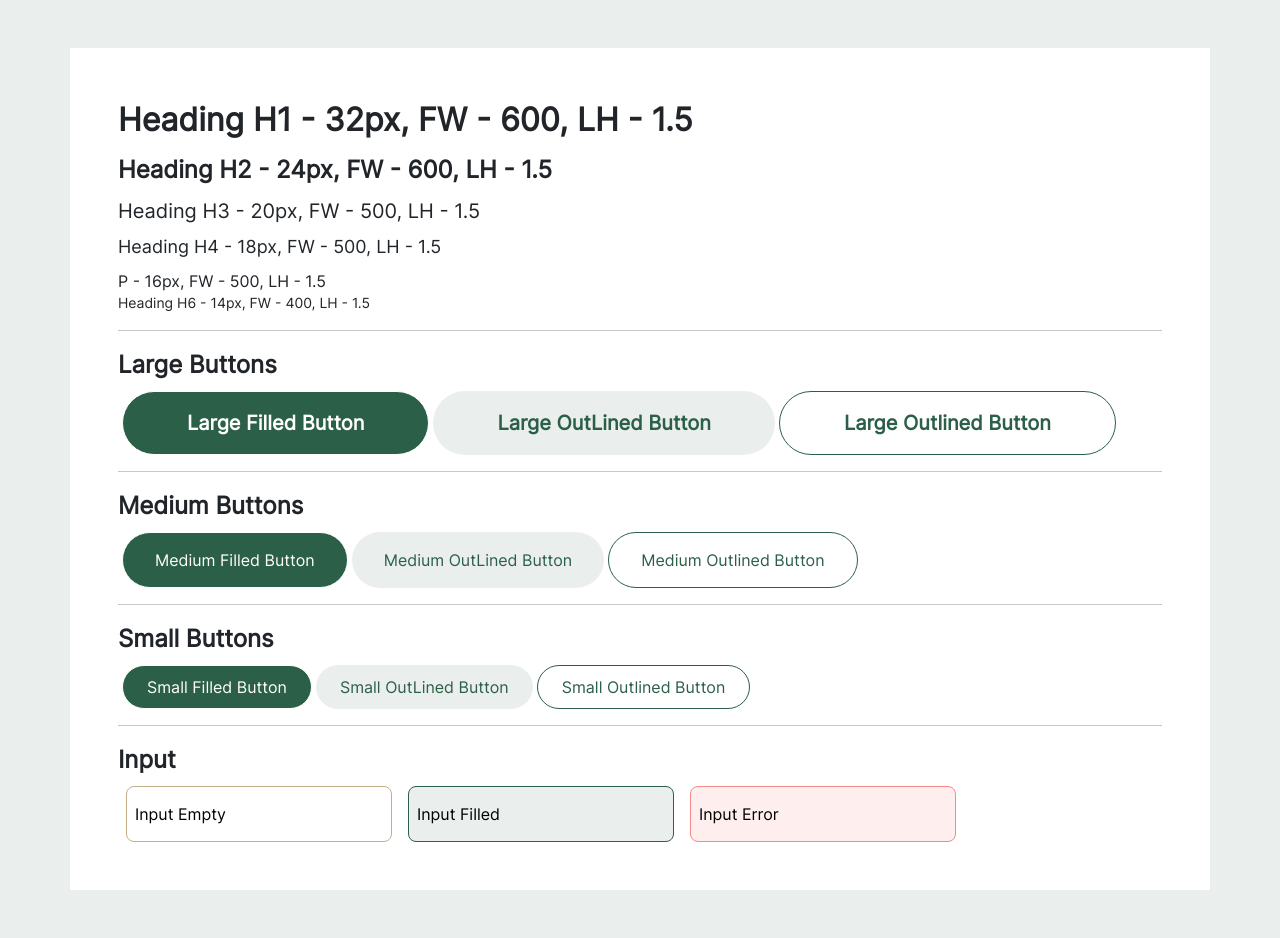 Heading H1 - 32px, FW - 600, LH - 1.5
Heading H2 - 24px, FW - 600, LH - 1.5
Heading H3 - 20px, FW - 500, LH - 1.5
Heading H4 - 18px, FW - 500, LH - 1.5
P - 16px, FW - 500, LH - 1.5
Heading H6 - 14px, FW - 400, LH - 1.5
Large Buttons
Large Filled Button Large OutLined Button Large Outlined Button
Medium Buttons
Medium Filled Button Medium OutLined Button Medium Outlined Button
Small Buttons
Small Filled Button Small OutLined Button Small Outlined Button
Input
Input Empty Input Filled Input Error